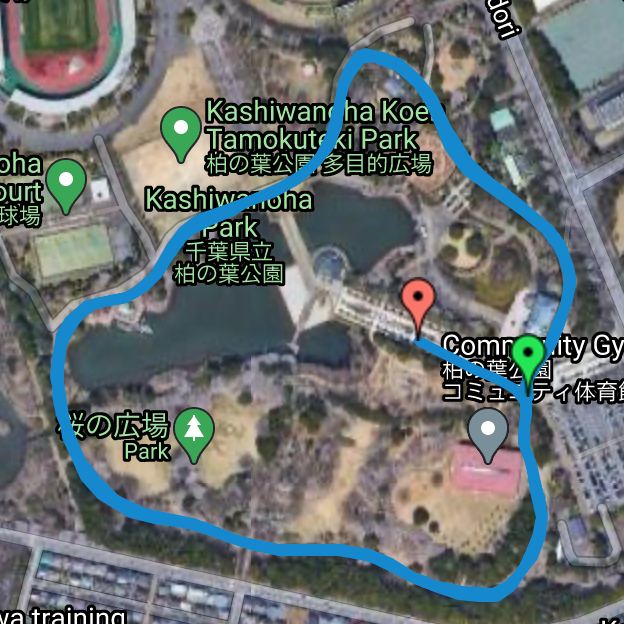 dori
Kashiwanoha Koen
Tamokuteki Park
柏の葉公園 多目的広場
oha
ourt
球場
Kashiwanoha
Park
千葉県立
柏の葉公園
Community Gy
柏の葉公園
コミュニティ体育館
桜の広場
Park
wa training